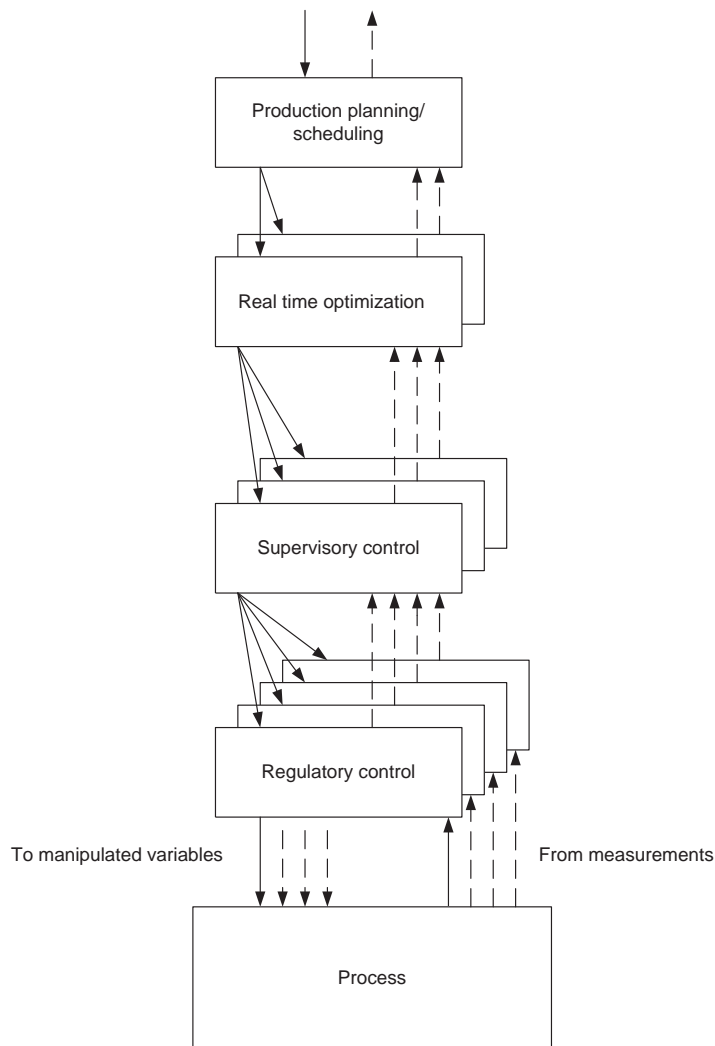 Production planning/
scheduling
Real time optimization
Supervisory control
Regulatory control
To manipulated variables
From measurements
Process